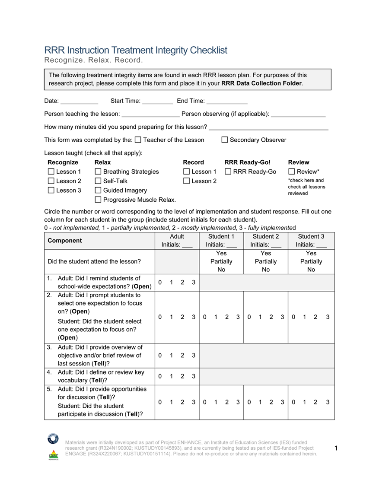 RRR Instruction Treatment Integrity Checklist
Recognize. Relax. Record.
The following treatment integrity items are found in each RRR lesson plan. For purposes of this
research project, please complete this form and place it in your RRR Data Collection Folder.
Date: ____________ Start Time: __________ End Time: ____________
Person teaching the lesson: __________________ Person observing (if applicable): __________________
How many minutes did you spend preparing for this lesson? ______________________________________
This form was completed by the: ☐ Teacher of the Lesson ☐ Secondary Observer
Lesson taught (check all that apply):
Recognize Relax Record RRR Ready-Go! Review
☐ Lesson 1 ☐ Breathing Strategies ☐ Lesson 1 ☐ RRR Ready-Go ☐ Review*
☐ Lesson 2 ☐ Self-Talk ☐ Lesson 2 *check here and
☐ Lesson 3 ☐ Guided Imagery check all lessons
☐ Progressive Muscle Relax. reviewed
Circle the number or word corresponding to the level of implementation and student response. Fill out one
column for each student in the group (include student initials for each student).
0 - not implemented, 1 - partially implemented, 2 - mostly implemented, 3 - fully implemented
Component Adult Student 1 Student 2 Student 3
Initials: ___ Initials: ___ Initials: ___ Initials: ___
Did the student attend the lesson? Yes Yes Yes
Partially Partially Partially
No No No
1. Adult: Did I remind students of
school-wide expectations? (Open) 0 1 2 3
2. Adult: Did I prompt students to
select one expectation to focus
on? (Open)
Student: Did the student select
one expectation to focus on?
(Open)
0 1 2 3 0 1 2 3 0 1 2 3 0 1 2 3
3. Adult: Did I provide overview of
objective and/or brief review of
last session (Tell)?
0 1 2 3
4. Adult: Did I define or review key
vocabulary (Tell)?
0 1 2 3
5. Adult: Did I provide opportunities
for discussion (Tell)?
Student: Did the student
participate in discussion (Tell)?
0 1 2 3 0 1 2 3 0 1 2 3 0 1 2 3
Materials were initially developed as part of Project ENHANCE, an Institute of Education Sciences (IES) funded
and are currently being tested as part of IES-funded Project
Please do not reproduce or share any materials contained herein.
1